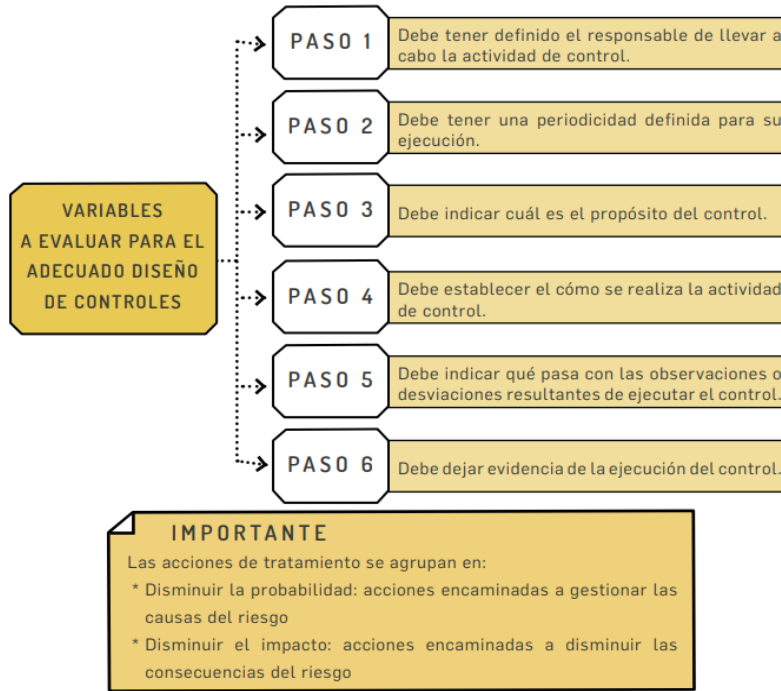 VARIABLES
A EVALUAR PARA EL
ADECUADO DISEÑO
DE CONTROLES
PASO 1
Debe tener definido el responsable de llevar a
cabo la actividad de control.
PASO 2
Debe tener una periodicidad definida para su
ejecución.
PASO 3
Debe indicar cuál es el propósito del control.
PASO 4
Debe establecer el cómo se realiza la actividad
de control.
PASO 5
Debe indicar qué pasa con las observaciones o
desviaciones resultantes de ejecutar el control.
PASO 6
Debe dejar evidencia de la ejecución del control.
IMPORTANTE
Las acciones de tratamiento se agrupan en:
* Disminuir la probabilidad: acciones encaminadas a gestionar las
causas del riesgo
* Disminuir el impacto: acciones encaminadas a disminuir las
consecuencias del riesgo